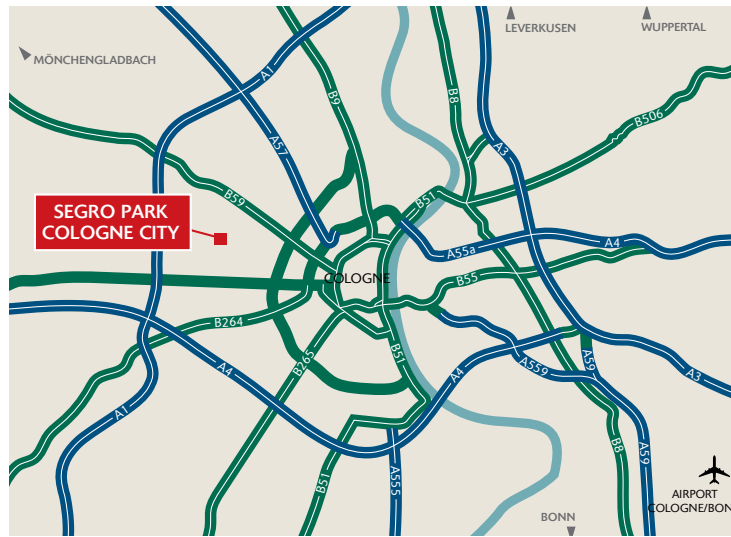 LEVERKUSEN
WUPPERTAL
MÖNCHENGLADBACH
A1
B9
B8
B506
A57
A3
B59
B51
SEGRO PARK
COLOGNE CITY
A55a
A4
COLOGNE
B55
B264
B265
B51
A4
A4
A559
A59
A3
A1
B8
A59
B51
A555
AIRPORT
COLOGNE/BON
BONN